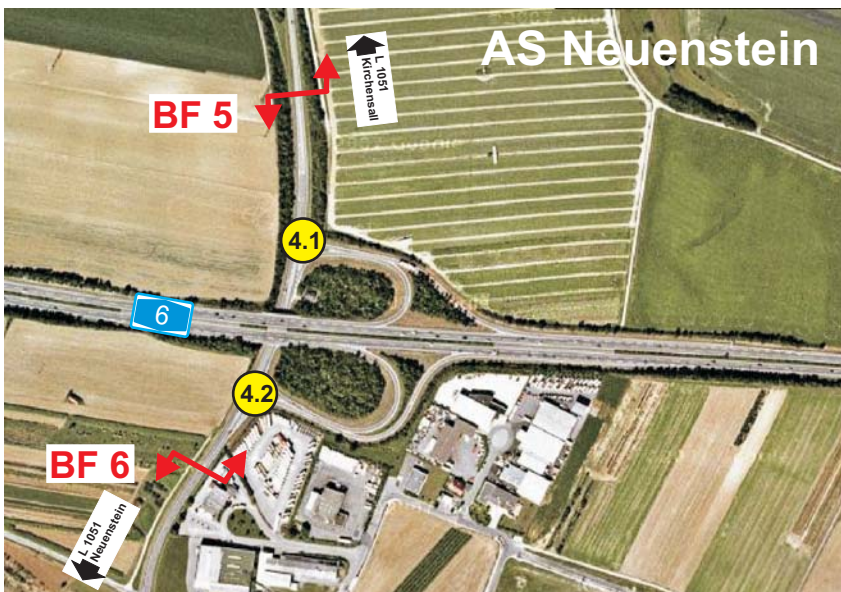 AS Neuenstein
L 1051
Kirchensall
BF 5
4.1
6
4.2
BF 6
L 1051
Neuenstein